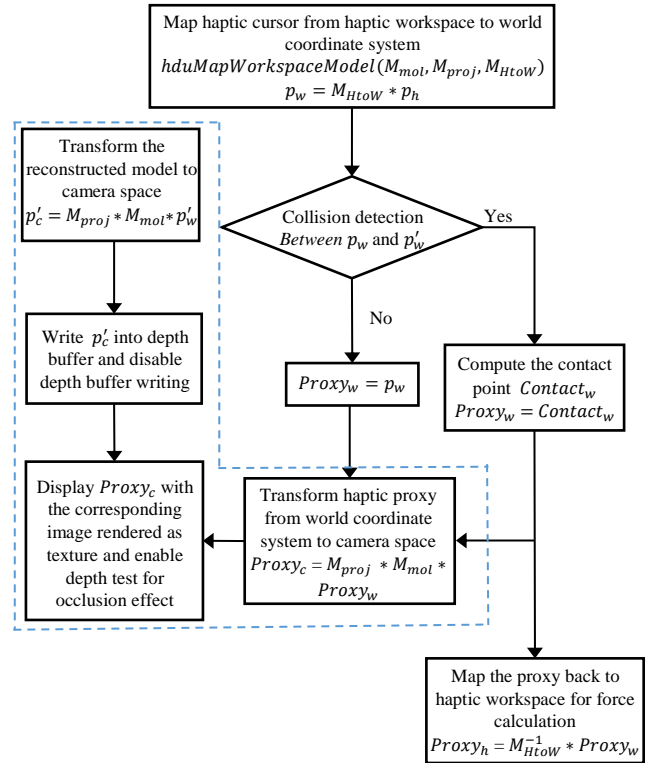 Map haptic cursor from haptic workspace to world
coordinate system
hduMapWorkspaceModel(M_mol, M_proj, M_HtoW)
p_w = M_HtoW * p_h
Transform the
reconstructed model to
camera space
p'_c = M_proj * M_mol * p'_w
Collision detection
Between p_w and p'_w
Yes
No
Write p'_c into depth
buffer and disable
depth buffer writing
Proxy_w = p_w
Compute the contact
point Contact_w
Proxy_w = Contact_w
Display Proxy_c with
the corresponding
image rendered as
texture and enable
depth test for
occlusion effect
Transform haptic proxy
from world coordinate
system to camera space
Proxy_c = M_proj * M_mol *
Proxy_w
Map the proxy back to
haptic workspace for force
calculation
Proxy_h = M_HtoW^-1 * Proxy_w